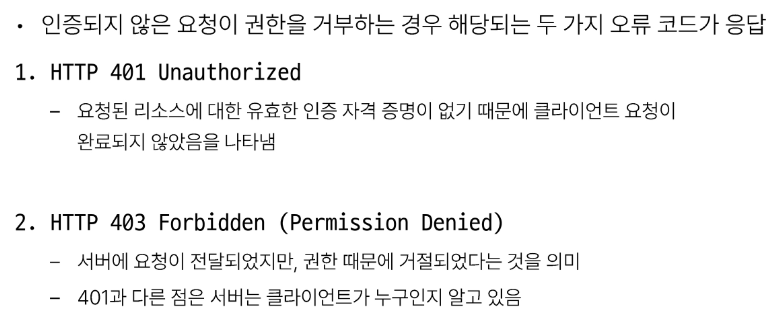 • 인증되지 않은 요청이 권한을 거부하는 경우 해당되는 두 가지 오류 코드가 응답
1. HTTP 401 Unauthorized
– 요청된 리소스에 대한 유효한 인증 자격 증명이 없기 때문에 클라이언트 요청이
완료되지 않았음을 나타냄
2. HTTP 403 Forbidden (Permission Denied)
– 서버에 요청이 전달되었지만, 권한 때문에 거절되었다는 것을 의미
– 401과 다른 점은 서버는 클라이언트가 누구인지 알고 있음